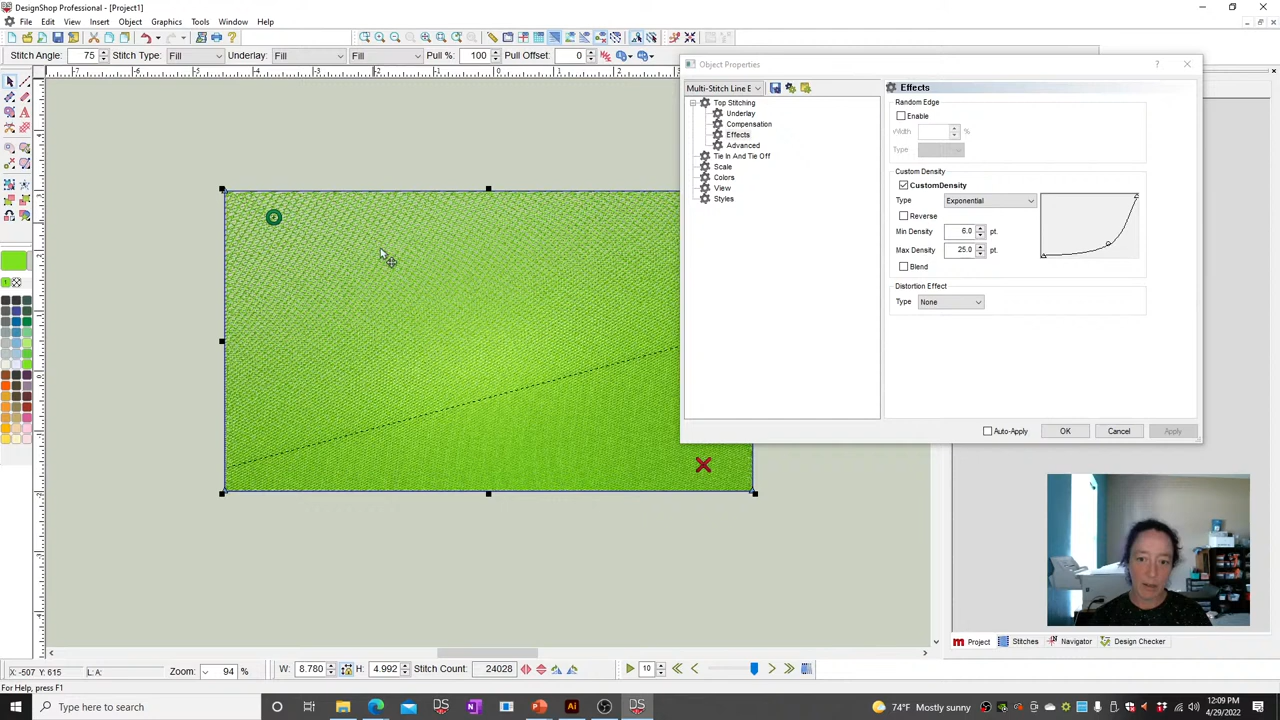 DesignShop Professional - [Project1]
File Edit View Insert Object Graphics Tools Window Help
Stitch Angle: 75 Stitch Type: Fill Underlay: Fill Fill Pull %: 100 Pull Offset: 0
Object Properties
Multi-Stitch Line E
Top Stitching
Underlay
Compensation
Effects
Advanced
Tie In And Tie Off
Scale
Colors
View
Styles
Effects
Random Edge
Enable
Width %
Type
Custom Density
CustomDensity
Type Exponential
Reverse
Min Density 6.0 pt.
Max Density 25.0 pt.
Blend
Distortion Effect
Type None
Auto-Apply OK Cancel Apply
Project Stitches Navigator Design Checker
X: -507 Y: 615 L: A: Zoom: 94 % W: 8.780 H: 4.992 Stitch Count: 24028 10
For Help, press F1
Type here to search
74°F Mostly sunny
12:09 PM
4/29/2022